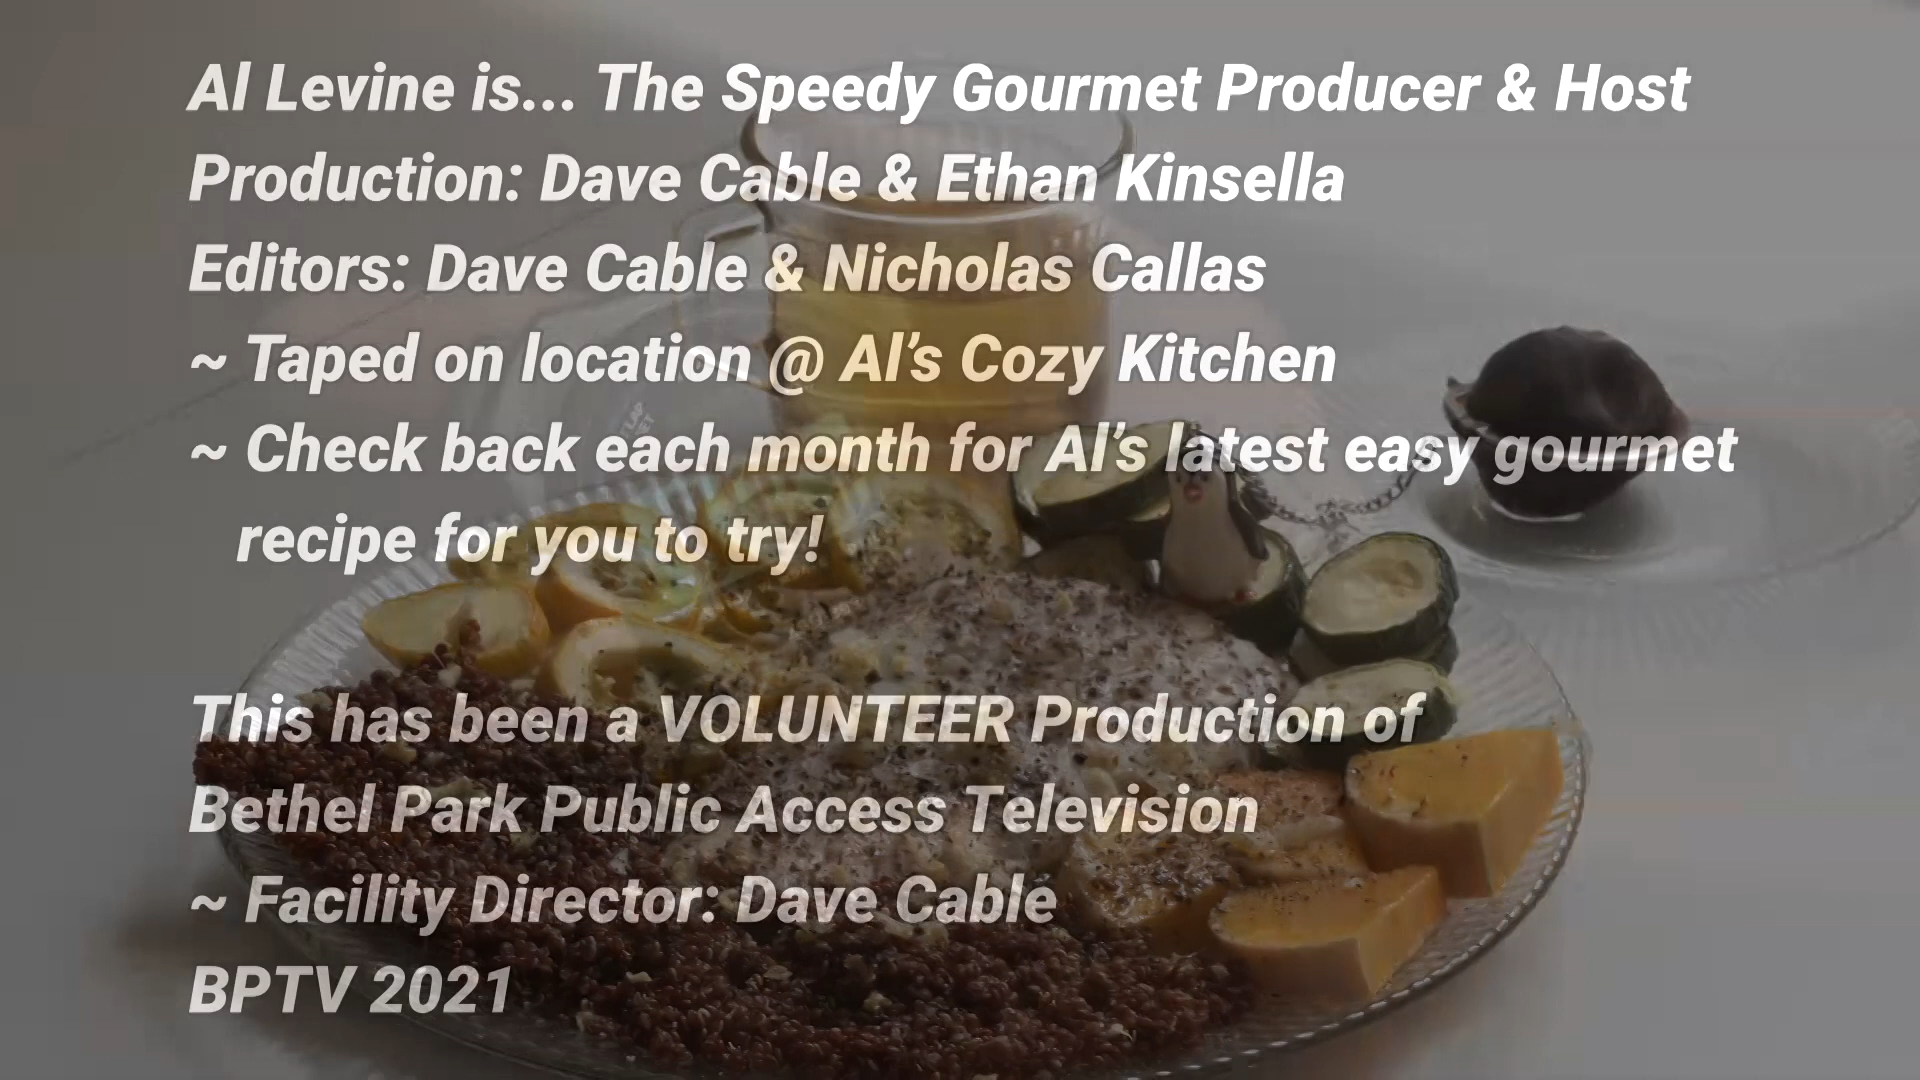 Al Levine is... The Speedy Gourmet Producer & Host
Production: Dave Cable & Ethan Kinsella
Editors: Dave Cable & Nicholas Callas
~ Taped on location @ Al’s Cozy Kitchen
~ Check back each month for Al’s latest easy gourmet
recipe for you to try!
This has been a VOLUNTEER Production of
Bethel Park Public Access Television
~ Facility Director: Dave Cable
BPTV 2021